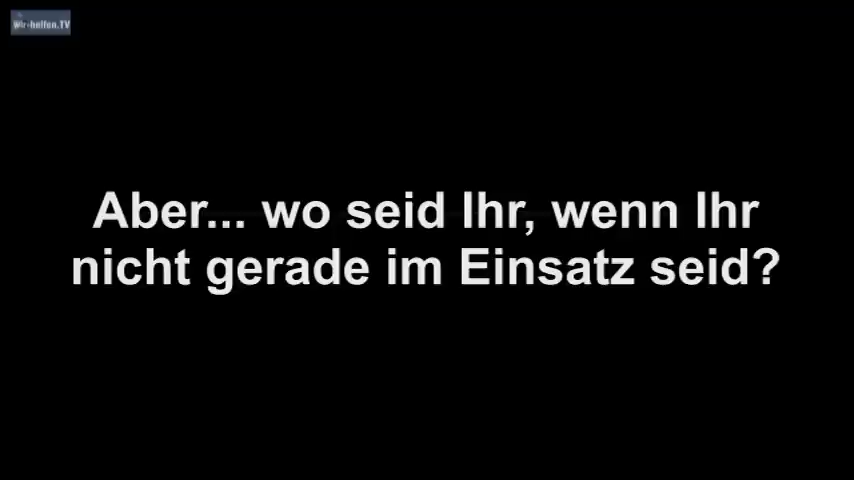 Wir-helfen.TV
Aber... wo seid Ihr, wenn Ihr
nicht gerade im Einsatz seid?